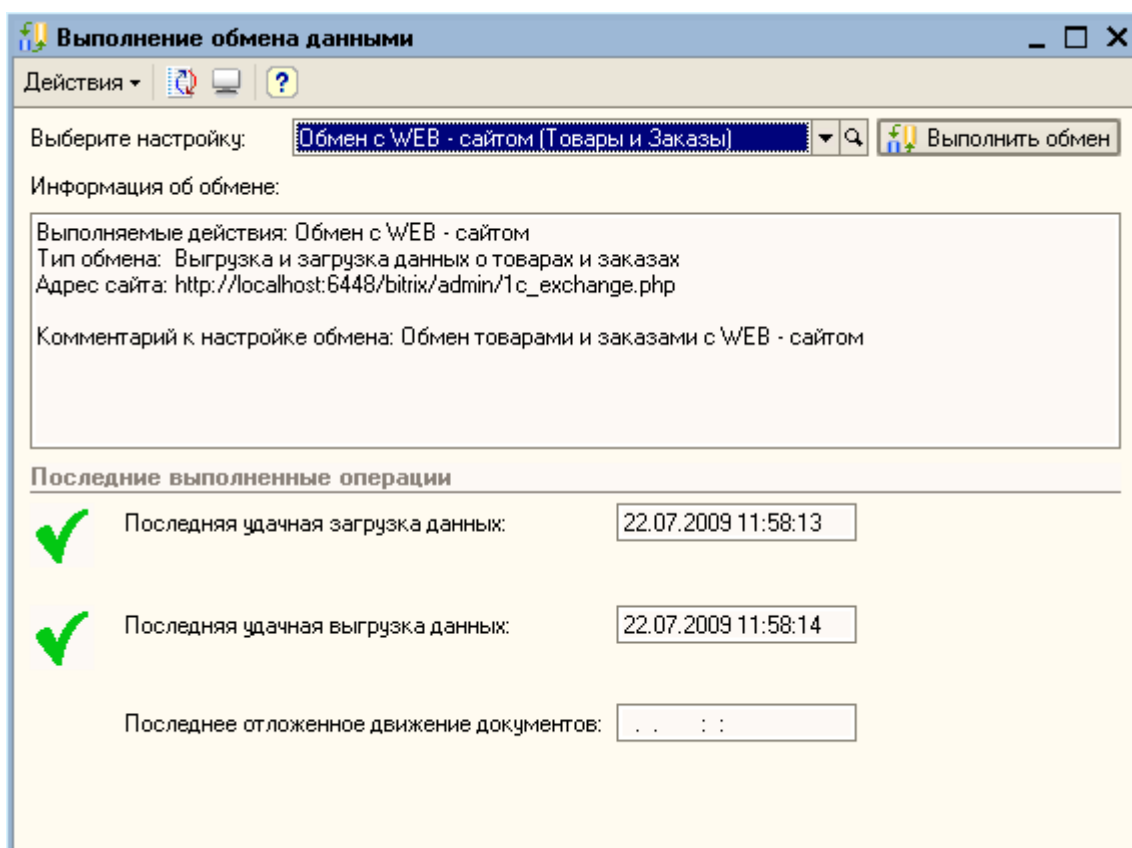 Выполнение обмена данными
Действия
Выберите настройку: Обмен с WEB - сайтом (Товары и Заказы) Выполнить обмен
Информация об обмене:
Выполняемые действия: Обмен с WEB - сайтом
Тип обмена:  Выгрузка и загрузка данных о товарах и заказах
Адрес сайта: http://localhost:6448/bitrix/admin/1c_exchange.php
Комментарий к настройке обмена: Обмен товарами и заказами с WEB - сайтом
Последние выполненные операции
Последняя удачная загрузка данных: 22.07.2009 11:58:13
Последняя удачная выгрузка данных: 22.07.2009 11:58:14
Последнее отложенное движение документов: . . : :